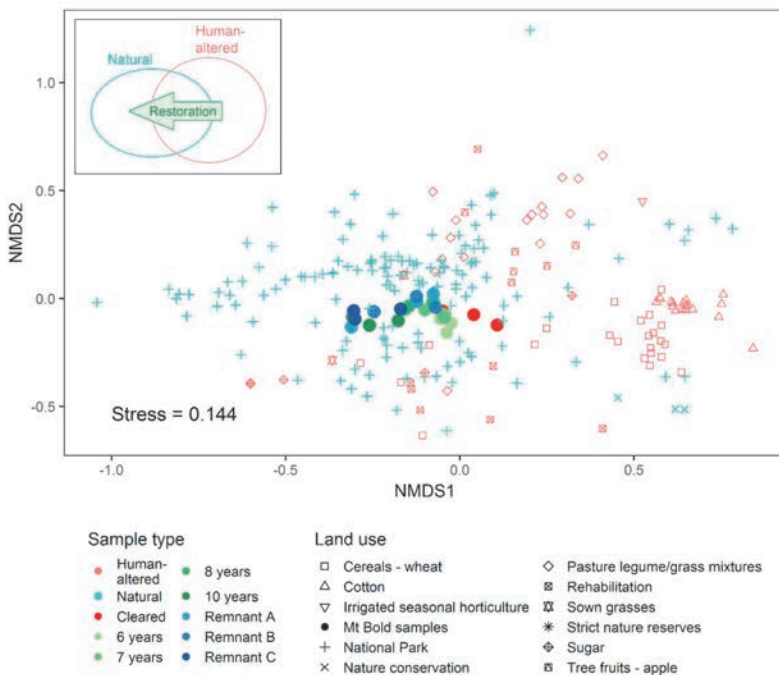 Human-
altered
Natural
Restoration
1.0
0.5
0.0
-0.5
NMDS2
Stress = 0.144
-1.0
-0.5
0.0
0.5
NMDS1
Sample type
Human-
altered
Natural
Cleared
6 years
7 years
8 years
10 years
Remnant A
Remnant B
Remnant C
Land use
Cereals - wheat
Cotton
Irrigated seasonal horticulture
Mt Bold samples
National Park
Nature conservation
Pasture legume/grass mixtures
Rehabilitation
Sown grasses
Strict nature reserves
Sugar
Tree fruits - apple